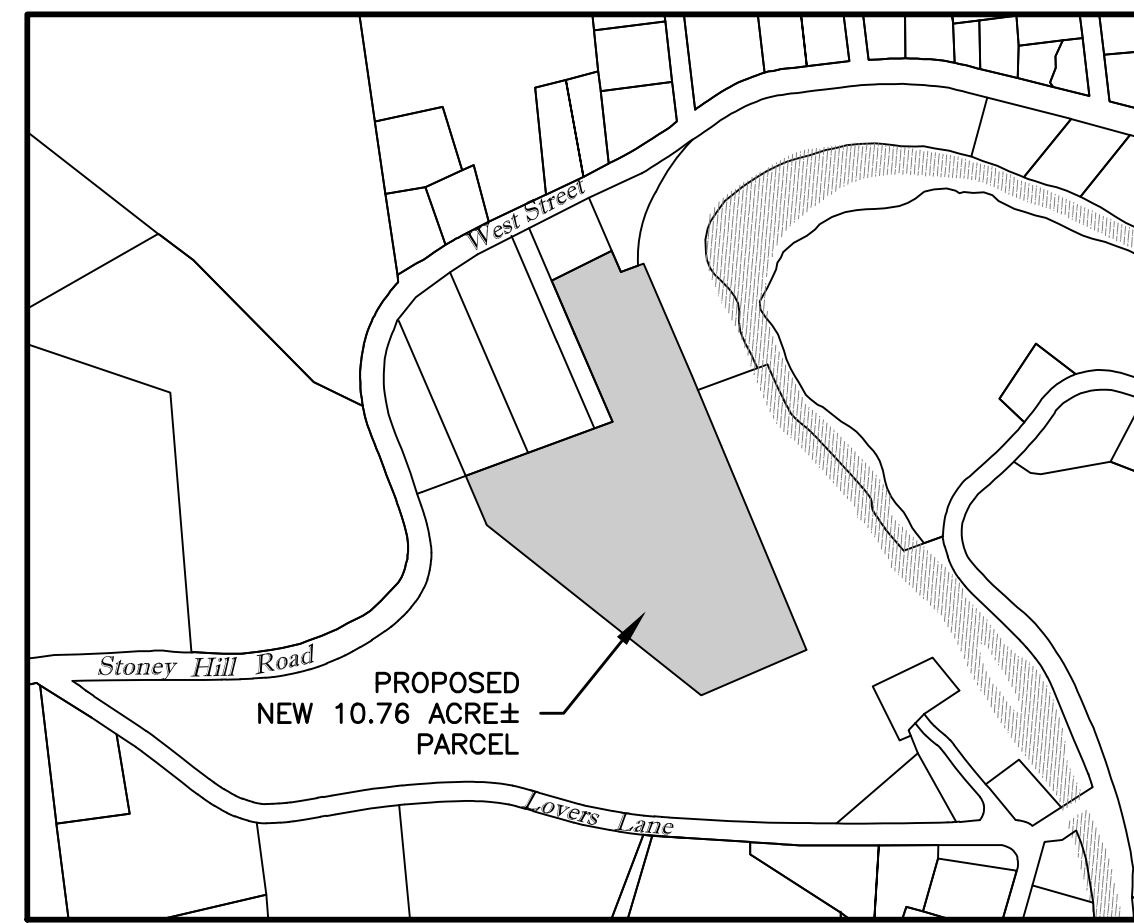 West Street
Stoney Hill Road
PROPOSED
NEW 10.76 ACRE±
PARCEL
Lovers Lane